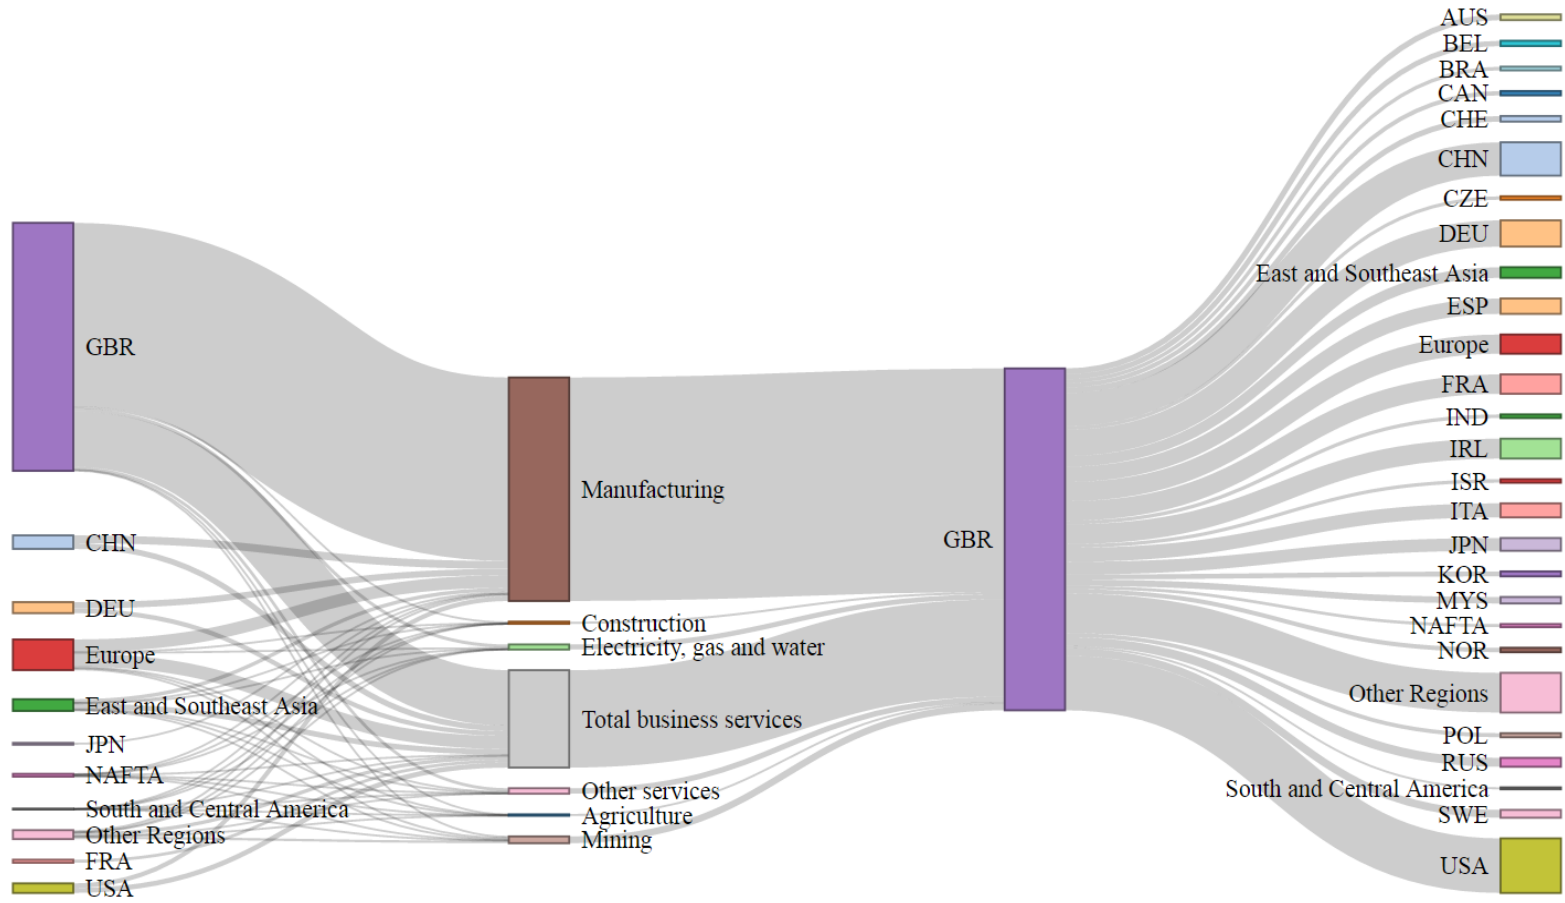 GBR
CHN
DEU
Europe
East and Southeast Asia
JPN
NAFTA
South and Central America
Other Regions
FRA
USA
Manufacturing
Construction
Electricity, gas and water
Total business services
Other services
Agriculture
Mining
GBR
AUS
BEL
BRA
CAN
CHE
CHN
CZE
DEU
East and Southeast Asia
ESP
Europe
FRA
IND
IRL
ISR
ITA
JPN
KOR
MYS
NAFTA
NOR
Other Regions
POL
RUS
South and Central America
SWE
USA